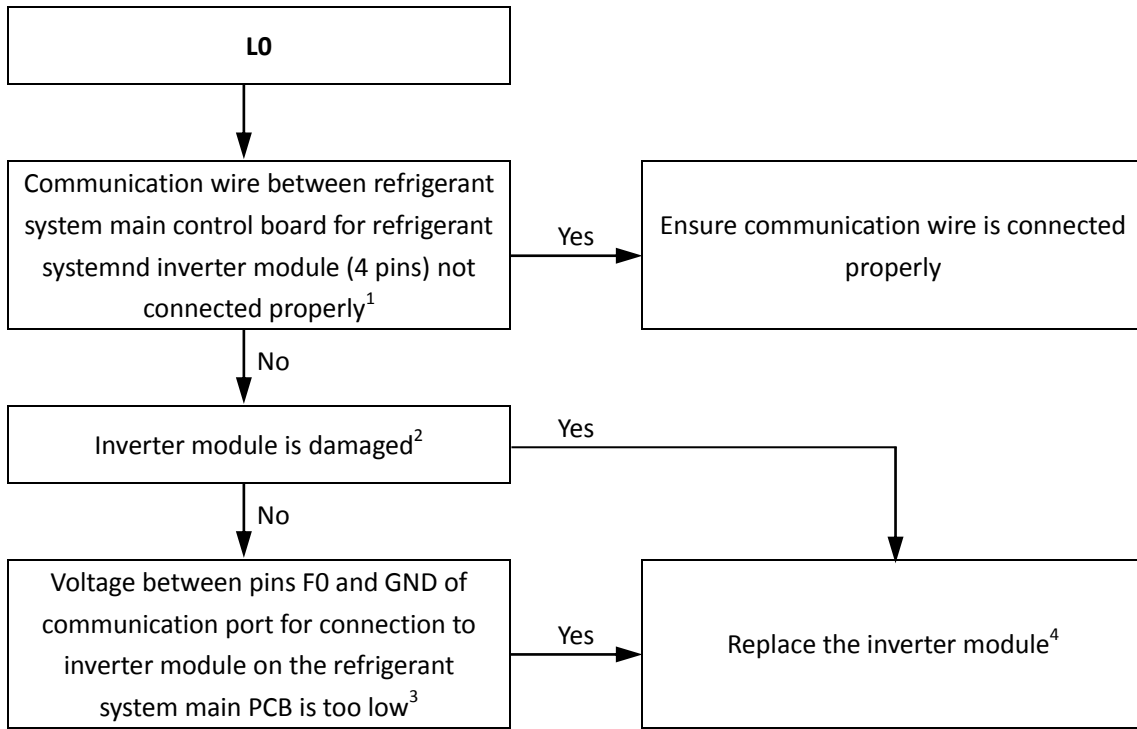 L0
Communication wire between refrigerant
system main control board for refrigerant
systemnd inverter module (4 pins) not
connected properly1
Yes
Ensure communication wire is connected
properly
No
Inverter module is damaged2
Yes
No
Voltage between pins F0 and GND of
communication port for connection to
inverter module on the refrigerant
system main PCB is too low3
Yes
Replace the inverter module4